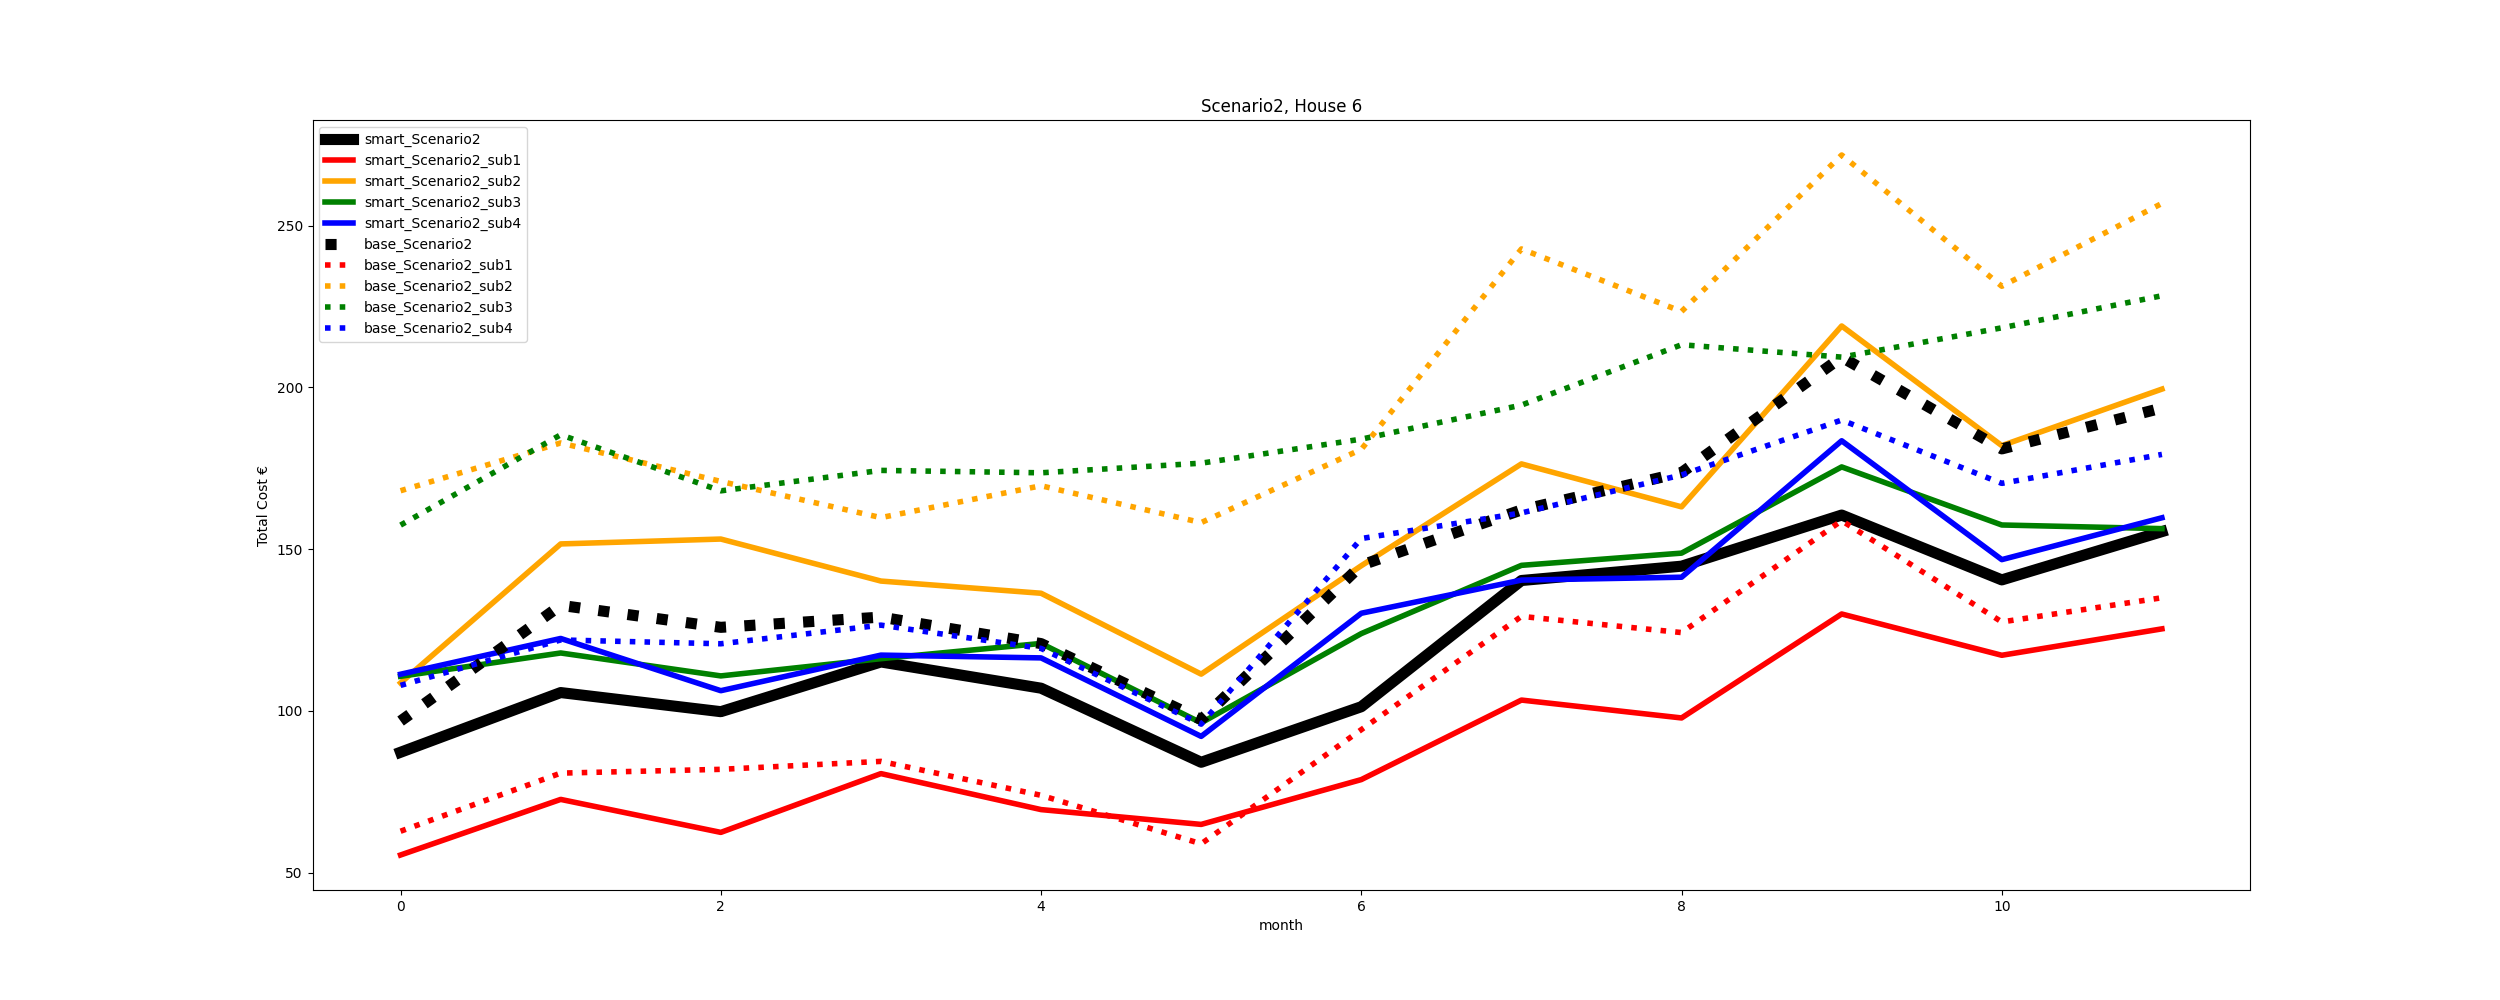 Scenario2, House 6
smart_Scenario2
smart_Scenario2_sub1
smart_Scenario2_sub2
smart_Scenario2_sub3
smart_Scenario2_sub4
base_Scenario2
base_Scenario2_sub1
base_Scenario2_sub2
base_Scenario2_sub3
base_Scenario2_sub4
Total Cost €
250
200
150
100
50
0 2 4 6 8 10
month